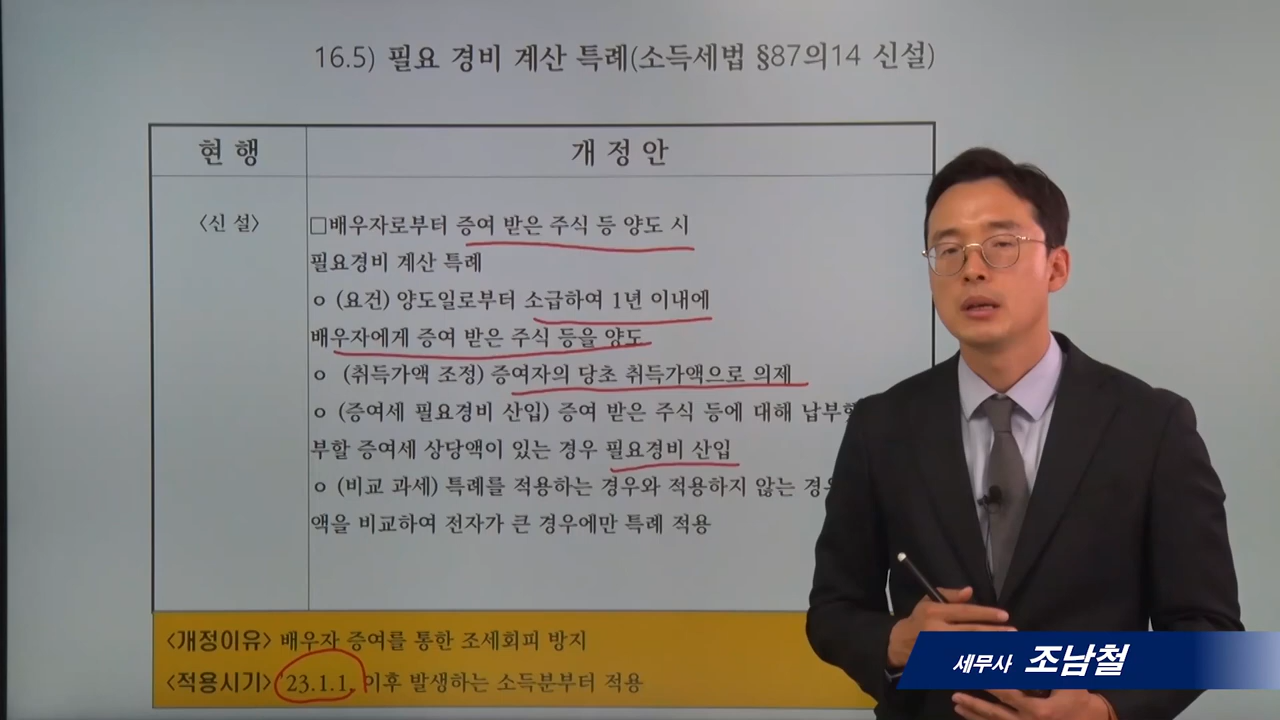 16.5) 필요 경비 계산 특례(소득세법 §87의14 신설)
현 행
개 정 안
〈신 설〉
□배우자로부터 증여 받은 주식 등 양도 시
필요경비 계산 특례
ㅇ (요건) 양도일로부터 소급하여 1년 이내에
배우자에게 증여 받은 주식 등을 양도
ㅇ (취득가액 조정) 증여자의 당초 취득가액으로 의제
ㅇ (증여세 필요경비 산입) 증여 받은 주식 등에 대해
부할 증여세 상당액이 있는 경우 필요경비 산입
ㅇ (비교 과세) 특례를 적용하는 경우와 적용하지 않는
액을 비교하여 전자가 큰 경우에만 특례 적용
<개정이유> 배우자 증여를 통한 조세회피 방지
<적용시기> '23.1.1. 이후 발생하는 소득분부터 적용
세무사 조남철